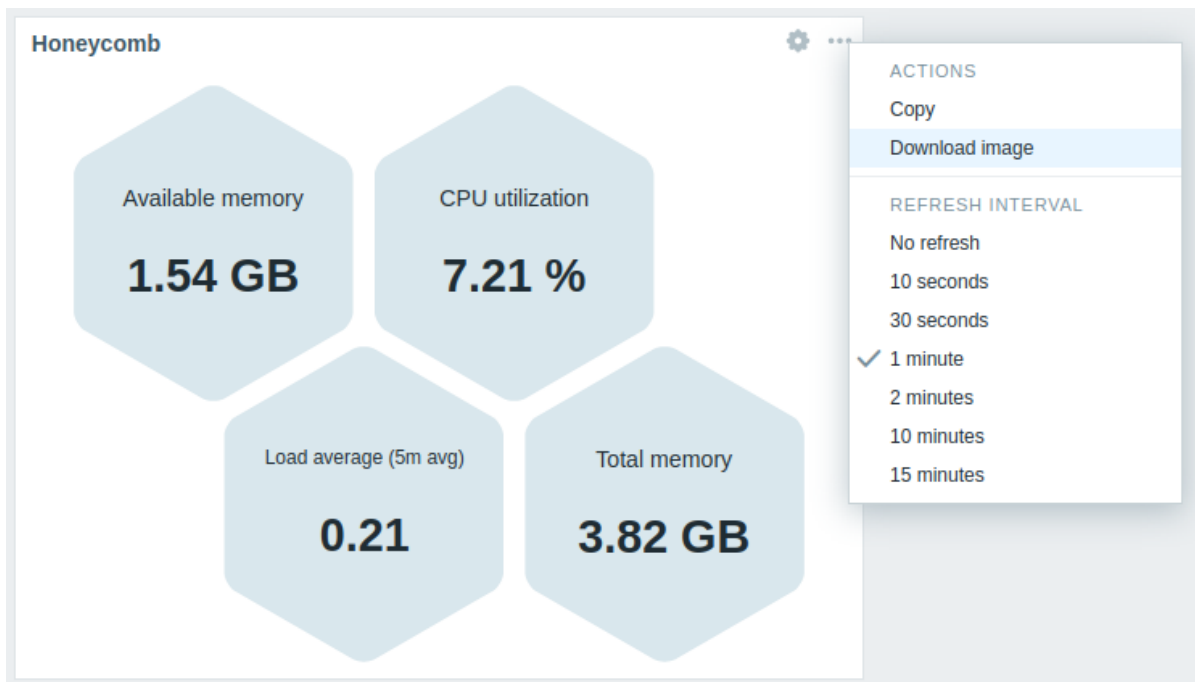 Honeycomb
Available memory
1.54 GB
CPU utilization
7.21 %
Load average (5m avg)
0.21
Total memory
3.82 GB
ACTIONS
Copy
Download image
REFRESH INTERVAL
No refresh
10 seconds
30 seconds
1 minute
2 minutes
10 minutes
15 minutes